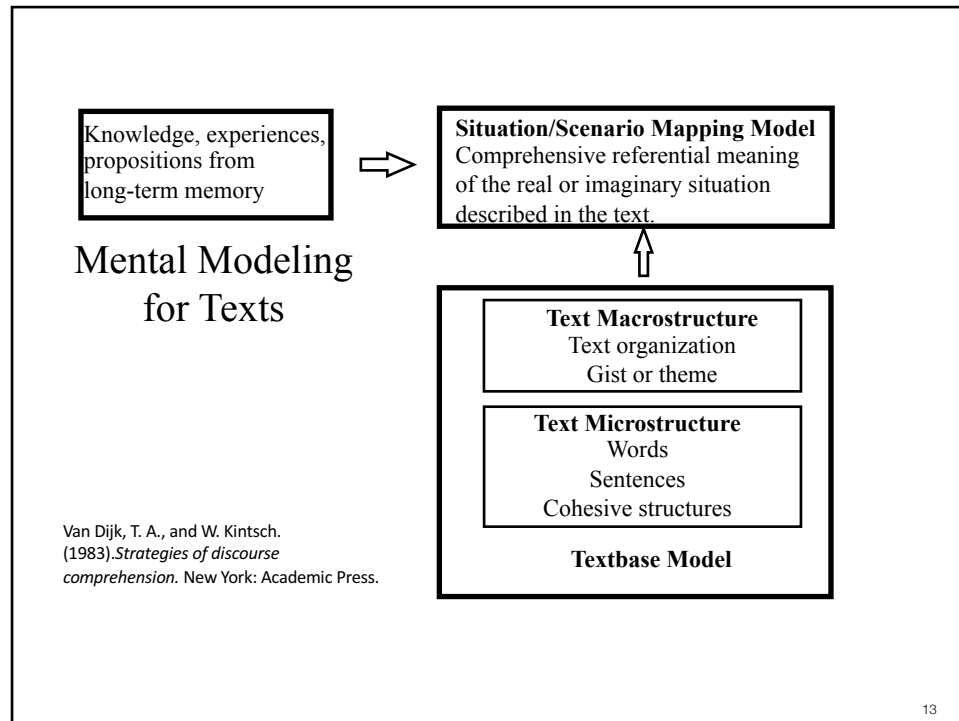 Knowledge, experiences,
propositions from
long-term memory
Situation/Scenario Mapping Model
Comprehensive referential meaning
of the real or imaginary situation
described in the text.
Mental Modeling
for Texts
Text Macrostructure
Text organization
Gist or theme
Text Microstructure
Words
Sentences
Cohesive structures
Textbase Model
Van Dijk, T. A., and W. Kintsch.
(1983).Strategies of discourse
comprehension. New York: Academic Press.
13